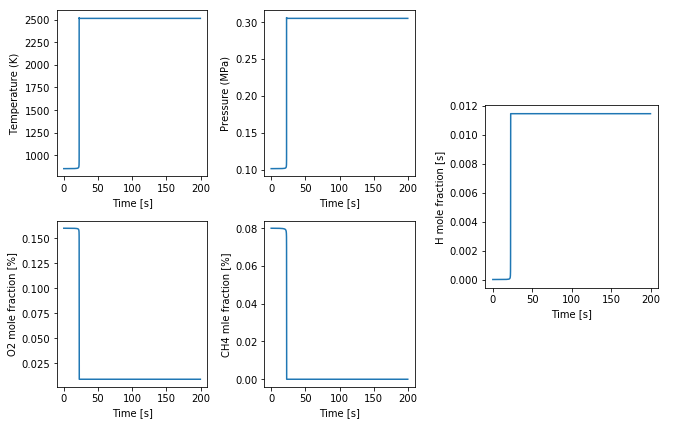 Temperature (K)
2500
2250
2000
1750
1500
1250
1000
0 50 100 150 200
Time [s]
Pressure (MPa)
0.30
0.25
0.20
0.15
0.10
0 50 100 150 200
Time [s]
O2 mole fraction [%]
0.150
0.125
0.100
0.075
0.050
0.025
0 50 100 150 200
Time [s]
CH4 mle fraction [%]
0.08
0.06
0.04
0.02
0.00
0 50 100 150 200
Time [s]
H mole fraction [s]
0.012
0.010
0.008
0.006
0.004
0.002
0.000
0 50 100 150 200
Time [s]